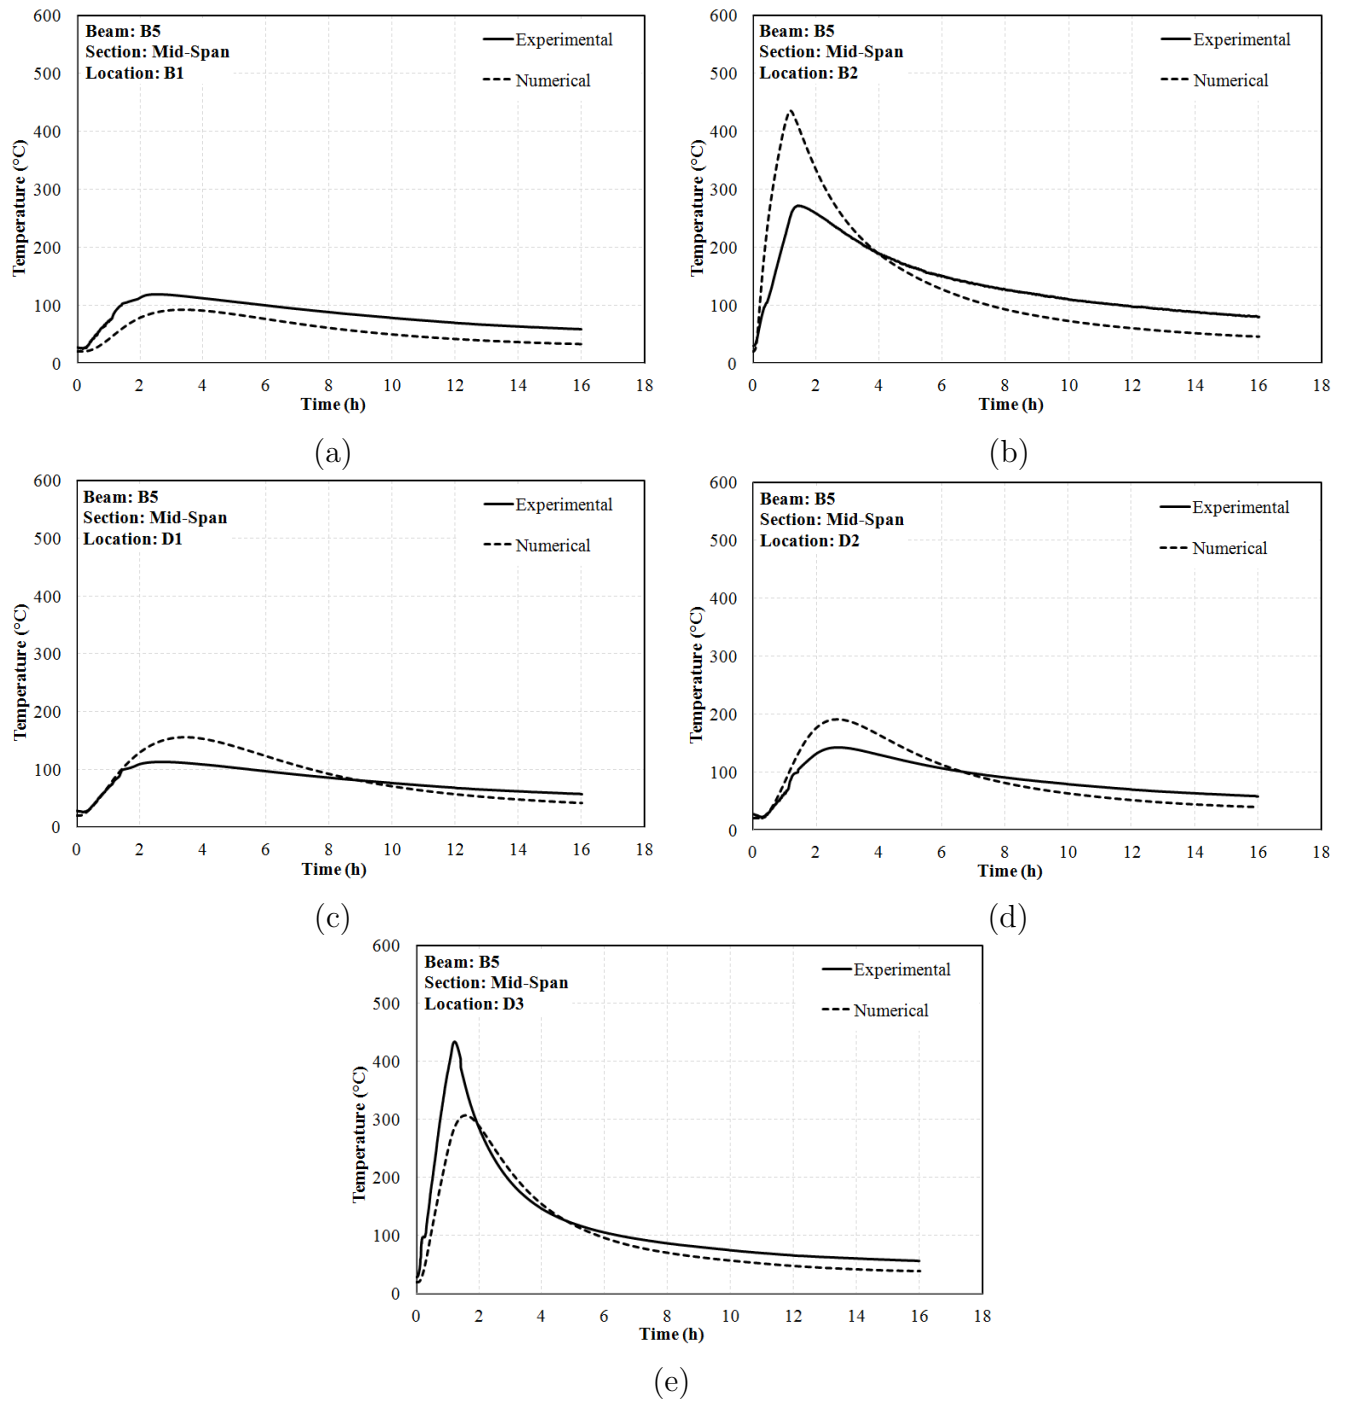 Beam: B5
Section: Mid-Span
Location: B1
Experimental
Numerical
Temperature (°C)
600
500
400
300
200
100
0
0 2 4 6 8 10 12 14 16 18
Time (h)
(a)
Beam: B5
Section: Mid-Span
Location: B2
Experimental
Numerical
Temperature (°C)
600
500
400
300
200
100
0
0 2 4 6 8 10 12 14 16 18
Time (h)
(b)
Beam: B5
Section: Mid-Span
Location: D1
Experimental
Numerical
Temperature (°C)
600
500
400
300
200
100
0
0 2 4 6 8 10 12 14 16 18
Time (h)
(c)
Beam: B5
Section: Mid-Span
Location: D2
Experimental
Numerical
Temperature (°C)
600
500
400
300
200
100
0
0 2 4 6 8 10 12 14 16 18
Time (h)
(d)
Beam: B5
Section: Mid-Span
Location: D3
Experimental
Numerical
Temperature (°C)
600
500
400
300
200
100
0
0 2 4 6 8 10 12 14 16 18
Time (h)
(e)